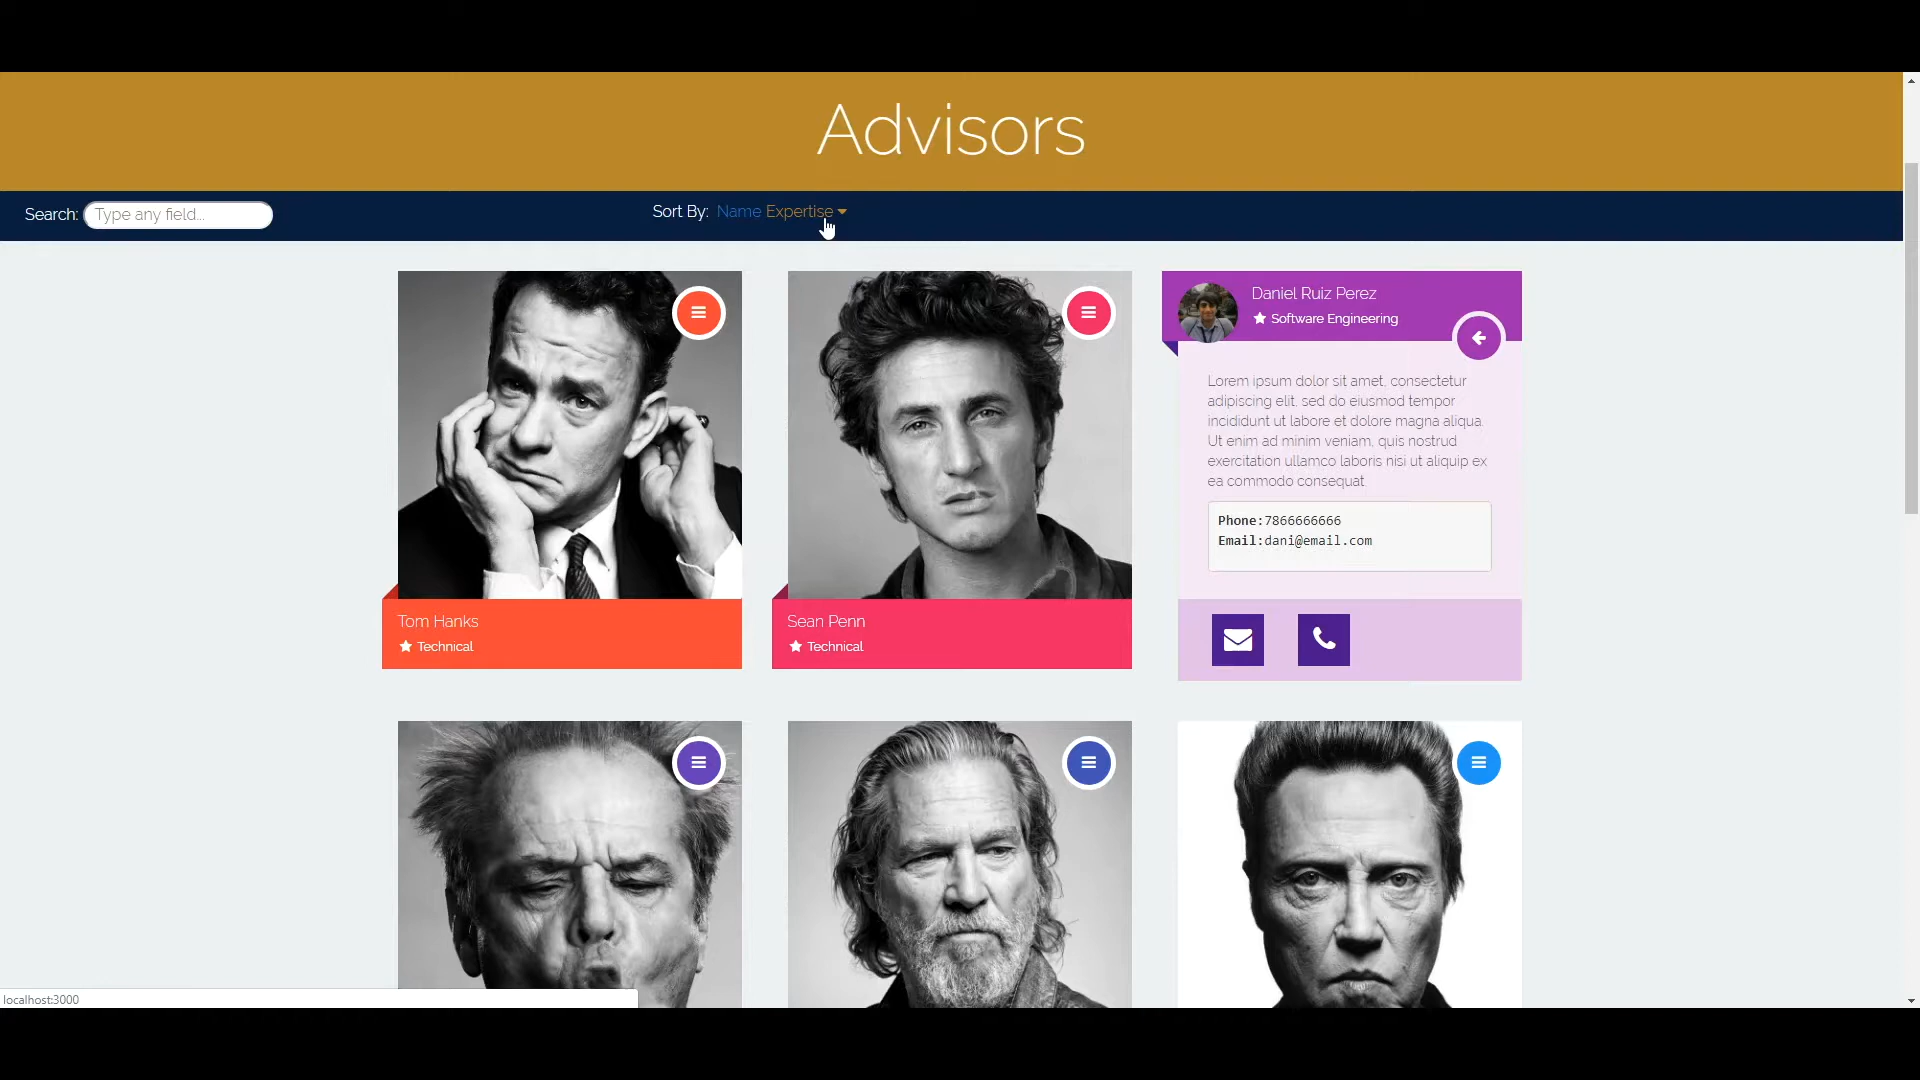 Advisors
Search: Type any field...
Sort By: Name Expertise
Daniel Ruiz Perez
Software Engineering
Lorem ipsum dolor sit amet, consectetur
adipiscing elit, sed do eiusmod tempor
incididunt ut labore et dolore magna aliqua.
Ut enim ad minim veniam, quis nostrud
exercitation ullamco laboris nisi ut aliquip ex
ea commodo consequat
Phone:7866666666
Email:dani@email.com
Tom Hanks
Technical
Sean Penn
Technical
localhost:3000